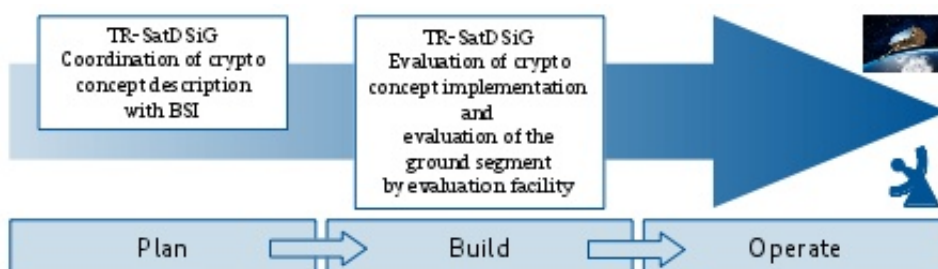 TR-SatDSiG
Coordination of crypto
concept description
with BSI
TR-SatDSiG
Evaluation of crypto
concept implementation
and
evaluation of the
ground segment
by evaluation facility
Plan
Build
Operate